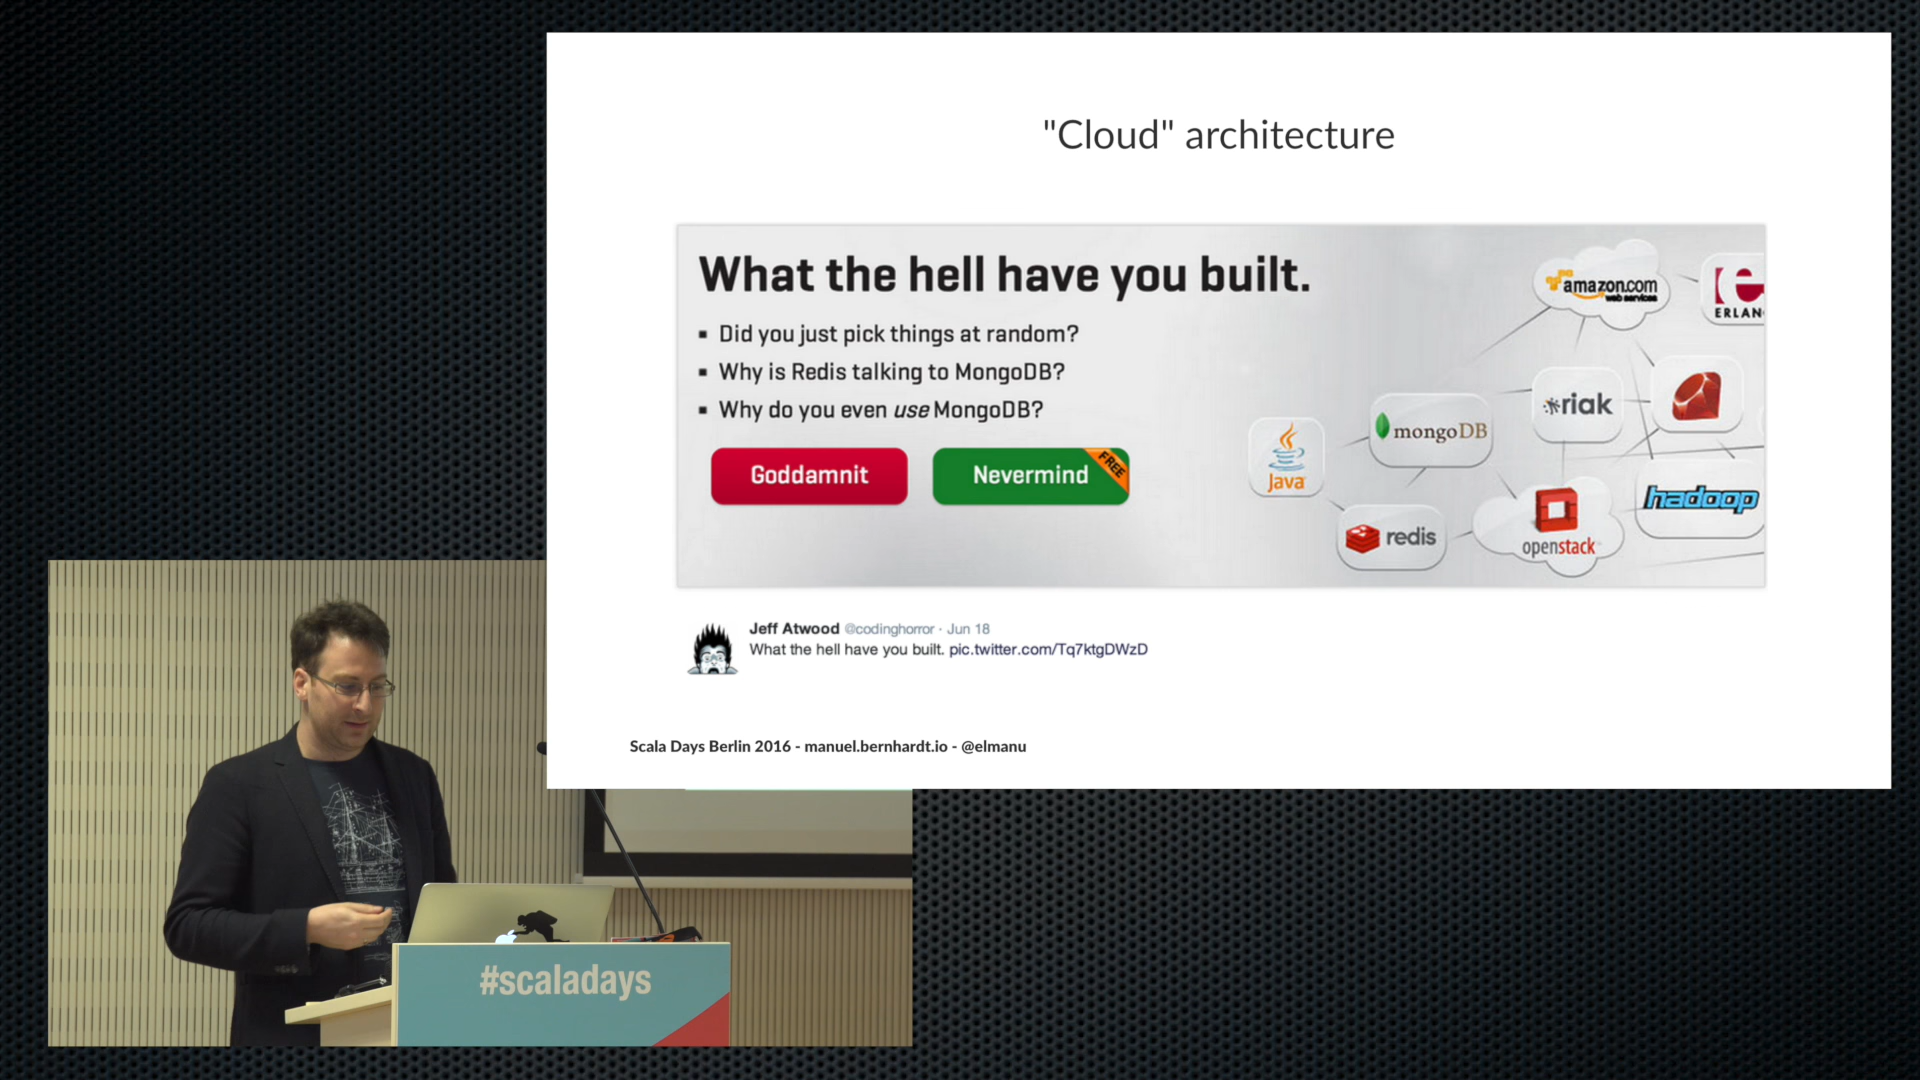 "Cloud" architecture
What the hell have you built.
▪ Did you just pick things at random?
▪ Why is Redis talking to MongoDB?
▪ Why do you even use MongoDB?
Goddamnit
Nevermind
FREE
amazon.com
web services
ERLAN
riak
mongoDB
Java
hadoop
redis
openstack
Jeff Atwood @codinghorror · Jun 18
What the hell have you built. pic.twitter.com/Tq7ktgDWzD
Scala Days Berlin 2016 - manuel.bernhardt.io - @elmanu
#scaladays